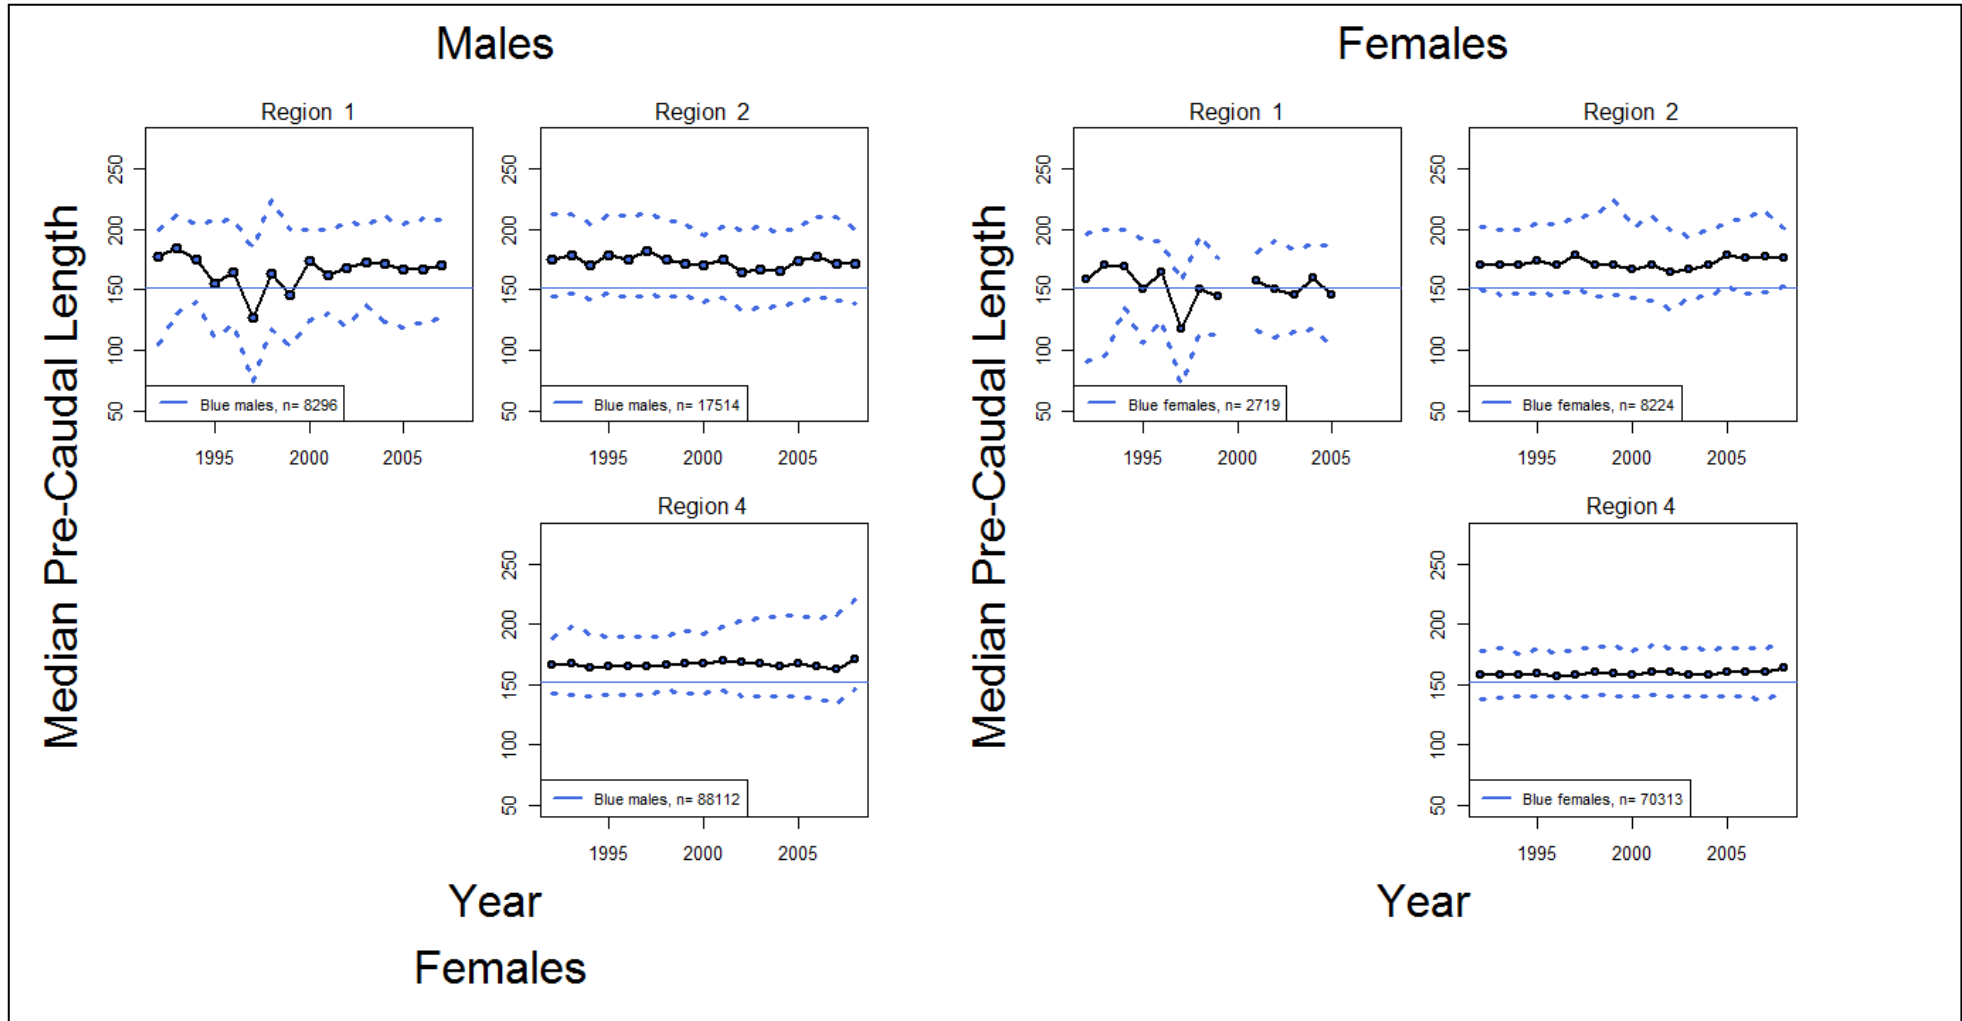 Males
Females
Region 1
Region 2
Region 1
Region 2
Median Pre-Caudal Length
250
200
150
100
50
Blue males, n= 8296
1995 2000 2005
250
200
150
100
50
Blue males, n= 17514
1995 2000 2005
Median Pre-Caudal Length
250
200
150
100
50
Blue females, n= 2719
1995 2000 2005
250
200
150
100
50
Blue females, n= 8224
1995 2000 2005
Region 4
250
200
150
100
50
Blue males, n= 88112
1995 2000 2005
Region 4
250
200
150
100
50
Blue females, n= 70313
1995 2000 2005
Year
Year
Females